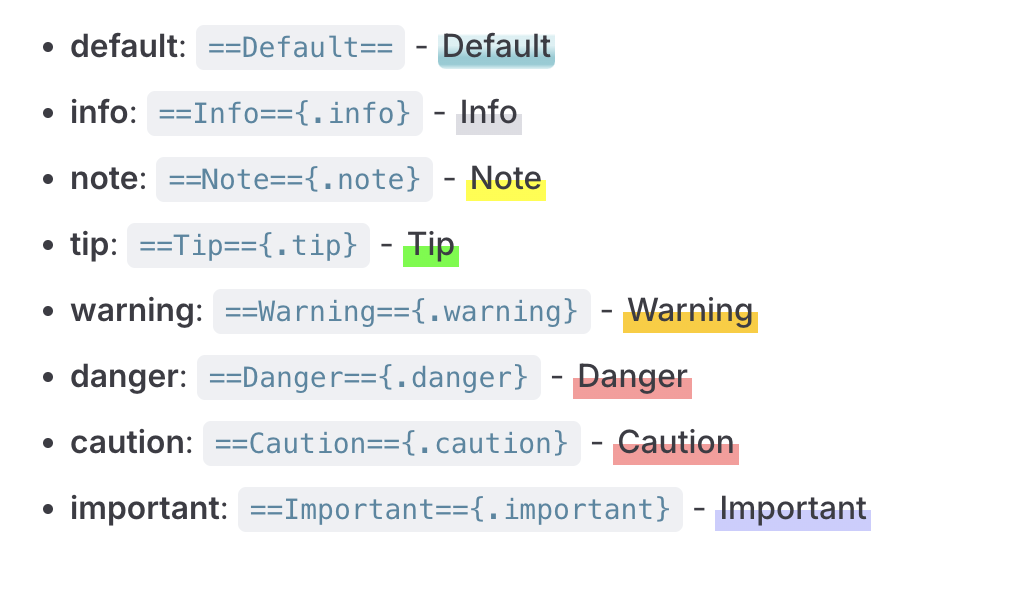 • default: ==Default== - Default
• info: ==Info=={.info} - Info
• note: ==Note=={.note} - Note
• tip: ==Tip=={.tip} - Tip
• warning: ==Warning=={.warning} - Warning
• danger: ==Danger=={.danger} - Danger
• caution: ==Caution=={.caution} - Caution
• important: ==Important=={.important} - Important